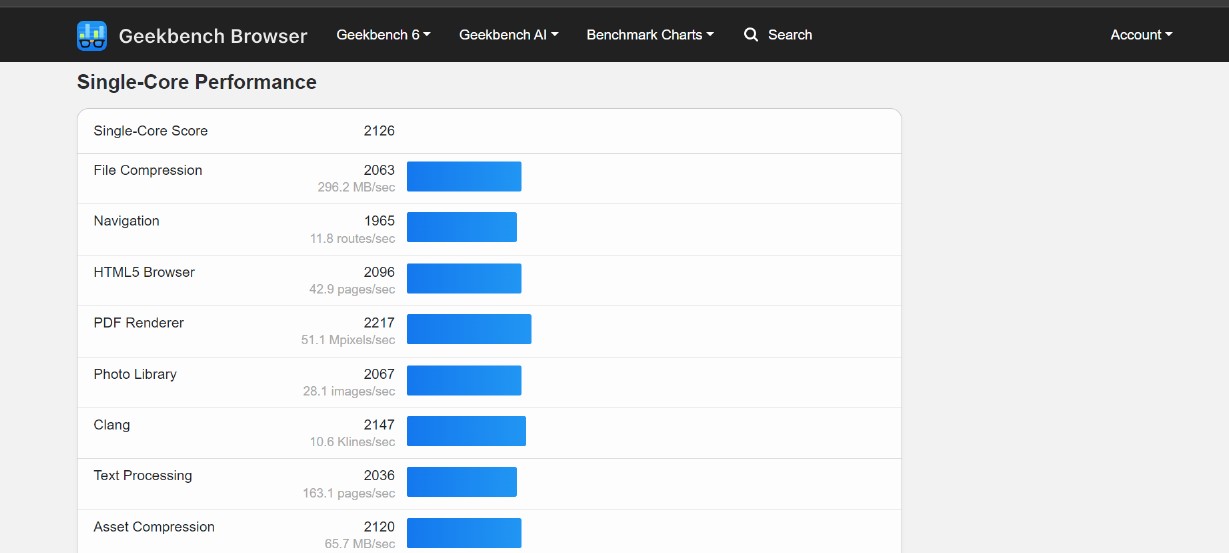 Geekbench Browser Geekbench 6 Geekbench AI Benchmark Charts Search Account
Single-Core Performance
Single-Core Score 2126
File Compression 2063
296.2 MB/sec
Navigation 1965
11.8 routes/sec
HTML5 Browser 2096
42.9 pages/sec
PDF Renderer 2217
51.1 Mpixels/sec
Photo Library 2067
28.1 images/sec
Clang 2147
10.6 Klines/sec
Text Processing 2036
163.1 pages/sec
Asset Compression 2120
65.7 MB/sec